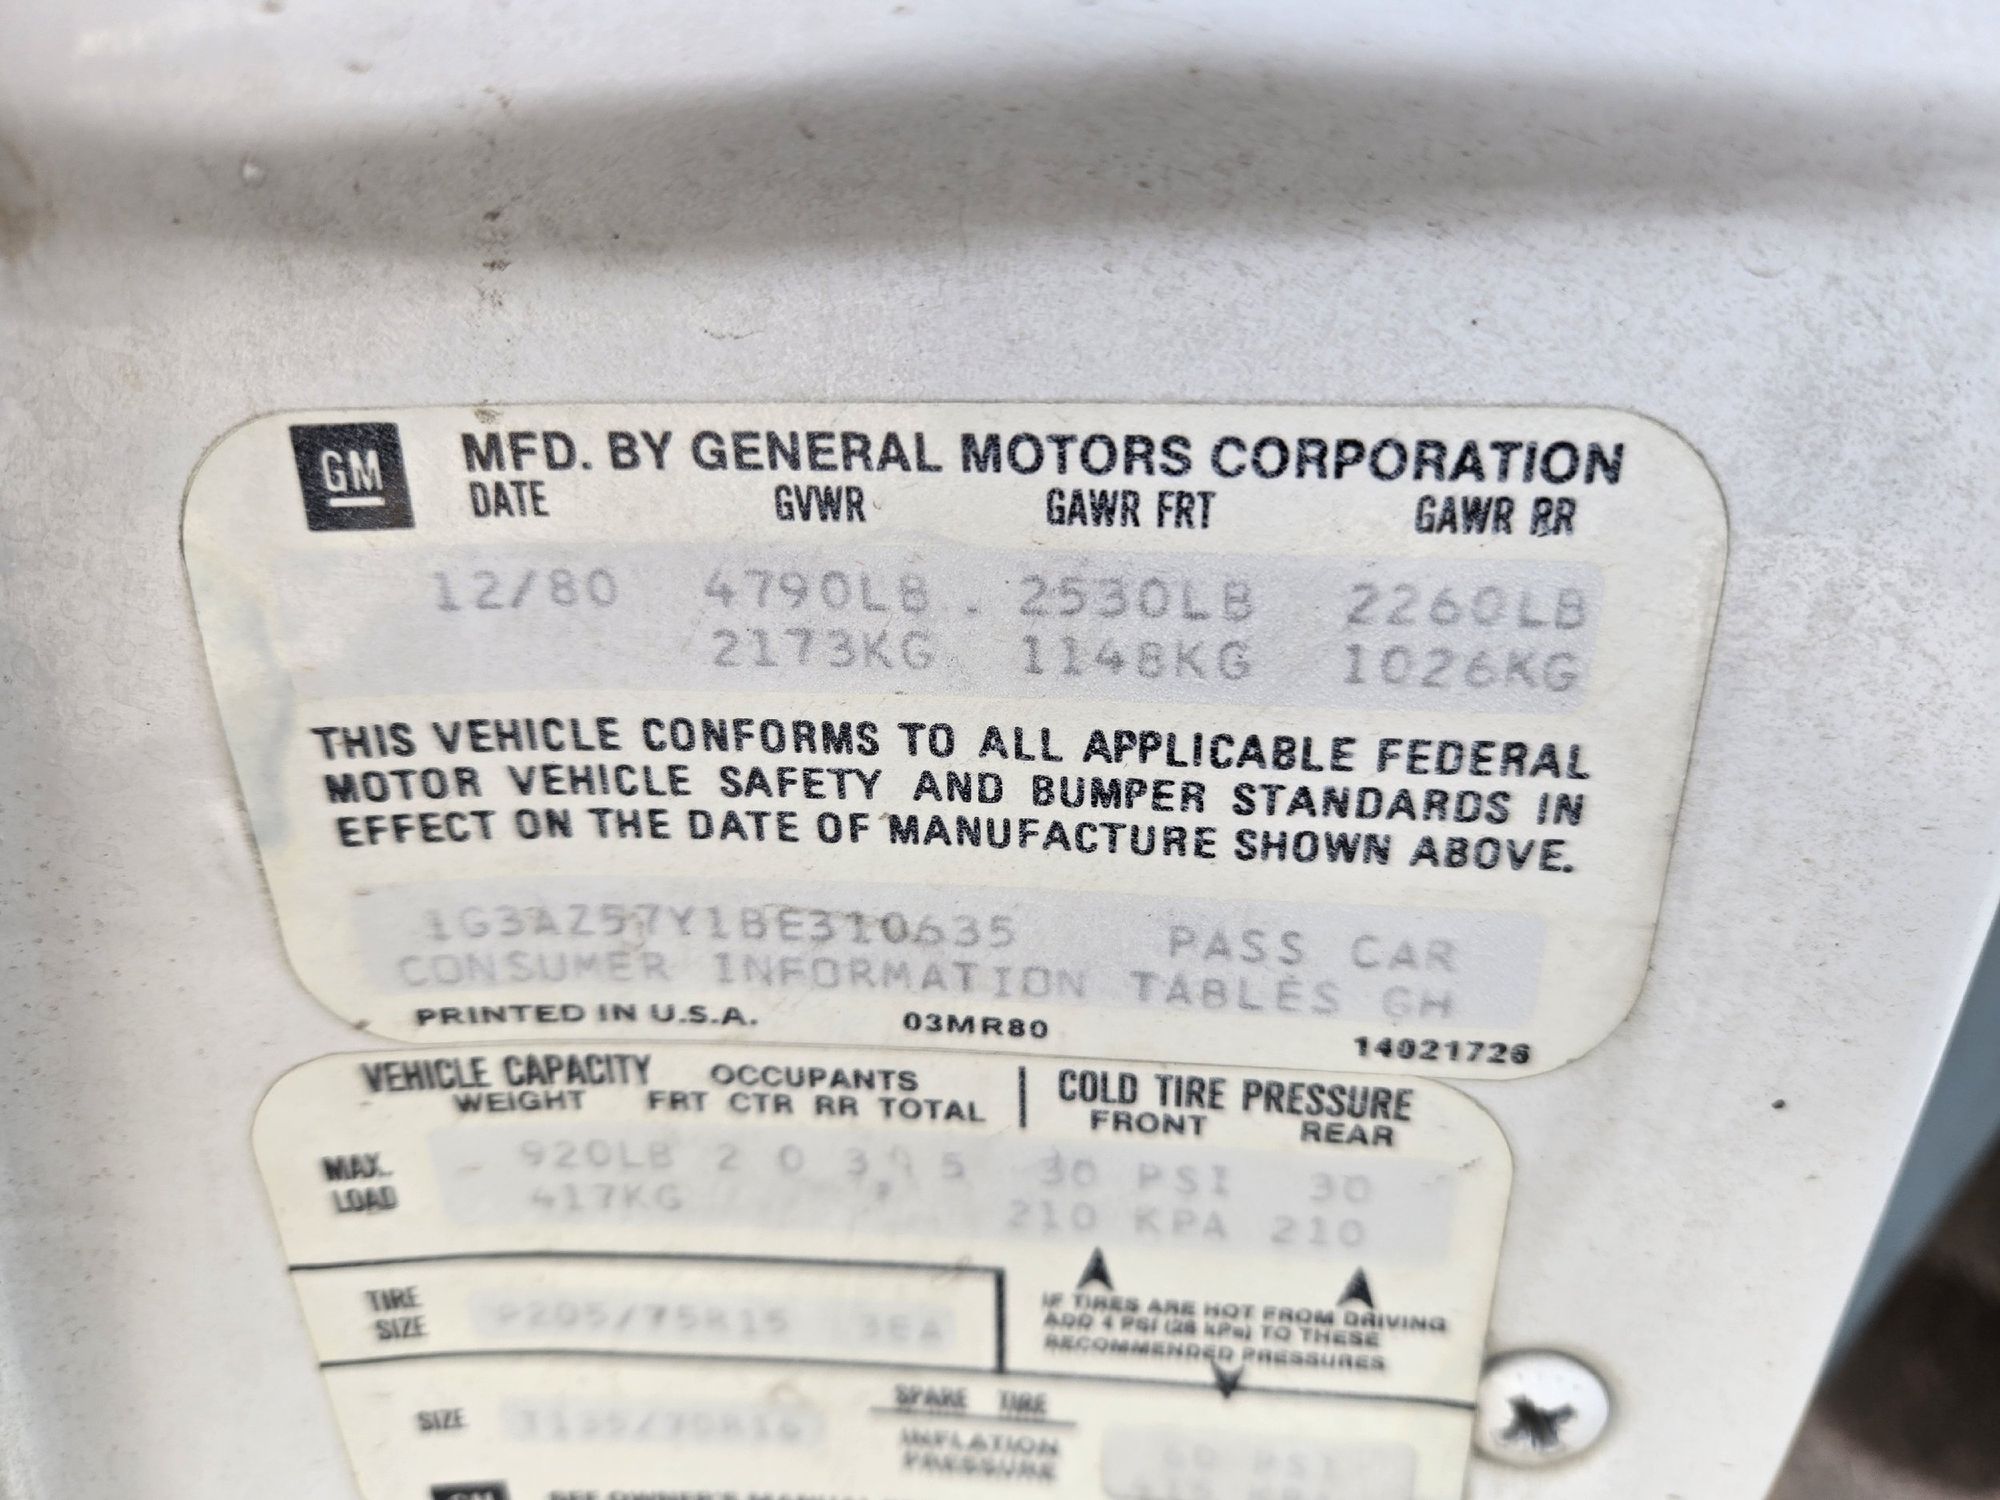 GM
MFD. BY GENERAL MOTORS CORPORATION
DATE GVWR GAWR FRT GAWR RR
12/80 4790LB 2530LB 2260LB
2173KG 1148KG 1026KG
THIS VEHICLE CONFORMS TO ALL APPLICABLE FEDERAL
MOTOR VEHICLE SAFETY AND BUMPER STANDARDS IN
EFFECT ON THE DATE OF MANUFACTURE SHOWN ABOVE.
1G3AZ57Y1BE310635 PASS CAR
CONSUMER INFORMATION TABLES GH
PRINTED IN U.S.A. 03MR80 14021726
VEHICLE CAPACITY OCCUPANTS COLD TIRE PRESSURE
WEIGHT FRT CTR RR TOTAL FRONT REAR
MAX. LOAD 920LB 2 0 3 5 30 PSI 30
417KG 210 KPA 210
TIRE SIZE P205/75R15
IF TIRES ARE HOT FROM DRIVING
ADD 4 PSI (28 kPa) TO THESE
RECOMMENDED PRESSURES
SPARE TIRE
SIZE
INFLATION
PRESSURE
GM